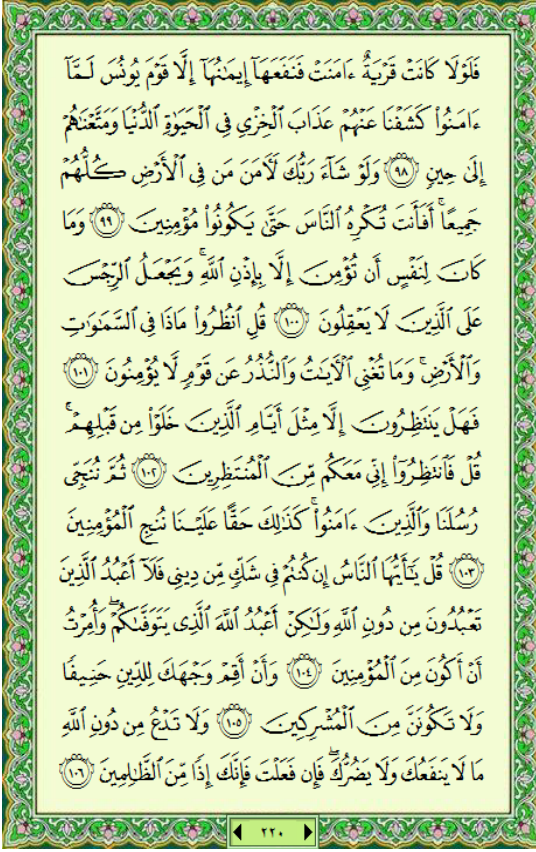 فَلَوْلَا كَانَتْ قَرْيَةٌ ءَامَنَتْ فَنَفَعَهَآ إِيمَٰنُهَآ إِلَّا قَوْمَ يُونُسَ لَمَّآ
ءَامَنُوا۟ كَشَفْنَا عَنْهُمْ عَذَابَ ٱلْخِزْىِ فِى ٱلْحَيَوٰةِ ٱلدُّنْيَا وَمَتَّعْنَٰهُمْ
إِلَىٰ حِينٍ ٩٨ وَلَوْ شَآءَ رَبُّكَ لَـَٔامَنَ مَن فِى ٱلْأَرْضِ كُلُّهُمْ
جَمِيعًا ۚ أَفَأَنتَ تُكْرِهُ ٱلنَّاسَ حَتَّىٰ يَكُونُوا۟ مُؤْمِنِينَ ٩٩ وَمَا
كَانَ لِنَفْسٍ أَن تُؤْمِنَ إِلَّا بِإِذْنِ ٱللَّهِ ۚ وَيَجْعَلُ ٱلرِّجْسَ
عَلَى ٱلَّذِينَ لَا يَعْقِلُونَ ١٠٠ قُلِ ٱنظُرُوا۟ مَاذَا فِى ٱلسَّمَٰوَٰتِ
وَٱلْأَرْضِ ۚ وَمَا تُغْنِى ٱلْـَٔايَٰتُ وَٱلنُّذُرُ عَن قَوْمٍ لَّا يُؤْمِنُونَ ١٠١
فَهَلْ يَنتَظِرُونَ إِلَّا مِثْلَ أَيَّامِ ٱلَّذِينَ خَلَوْا۟ مِن قَبْلِهِمْ ۚ
قُلْ فَٱنتَظِرُوٓا۟ إِنِّى مَعَكُم مِّنَ ٱلْمُنتَظِرِينَ ١٠٢ ثُمَّ نُنَجِّى
رُسُلَنَا وَٱلَّذِينَ ءَامَنُوا۟ ۚ كَذَٰلِكَ حَقًّا عَلَيْنَا نُنجِ ٱلْمُؤْمِنِينَ
١٠٣ قُلْ يَٰٓأَيُّهَا ٱلنَّاسُ إِن كُنتُمْ فِى شَكٍّ مِّن دِينِى فَلَآ أَعْبُدُ ٱلَّذِينَ
تَعْبُدُونَ مِن دُونِ ٱللَّهِ وَلَٰكِنْ أَعْبُدُ ٱللَّهَ ٱلَّذِى يَتَوَفَّىٰكُمْ ۖ وَأُمِرْتُ
أَنْ أَكُونَ مِنَ ٱلْمُؤْمِنِينَ ١٠٤ وَأَنْ أَقِمْ وَجْهَكَ لِلدِّينِ حَنِيفًا
وَلَا تَكُونَنَّ مِنَ ٱلْمُشْرِكِينَ ١٠٥ وَلَا تَدْعُ مِن دُونِ ٱللَّهِ
مَا لَا يَنفَعُكَ وَلَا يَضُرُّكَ ۖ فَإِن فَعَلْتَ فَإِنَّكَ إِذًا مِّنَ ٱلظَّٰلِمِينَ ١٠٦
٢٢٠